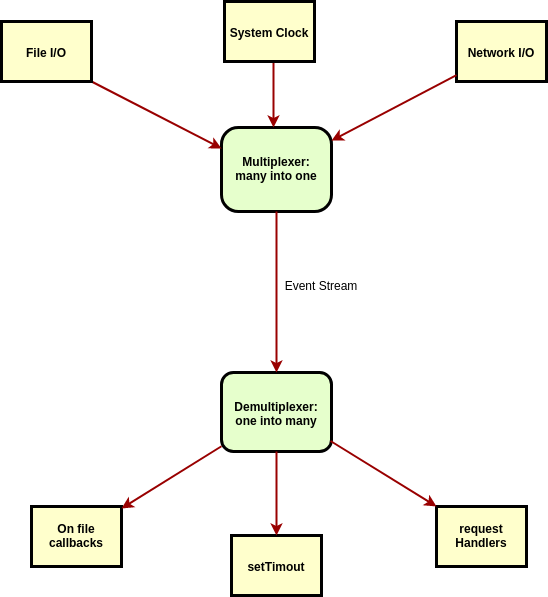 File I/O
System Clock
Network I/O
Multiplexer:
many into one
Event Stream
Demultiplexer:
one into many
On file
callbacks
setTimout
request
Handlers